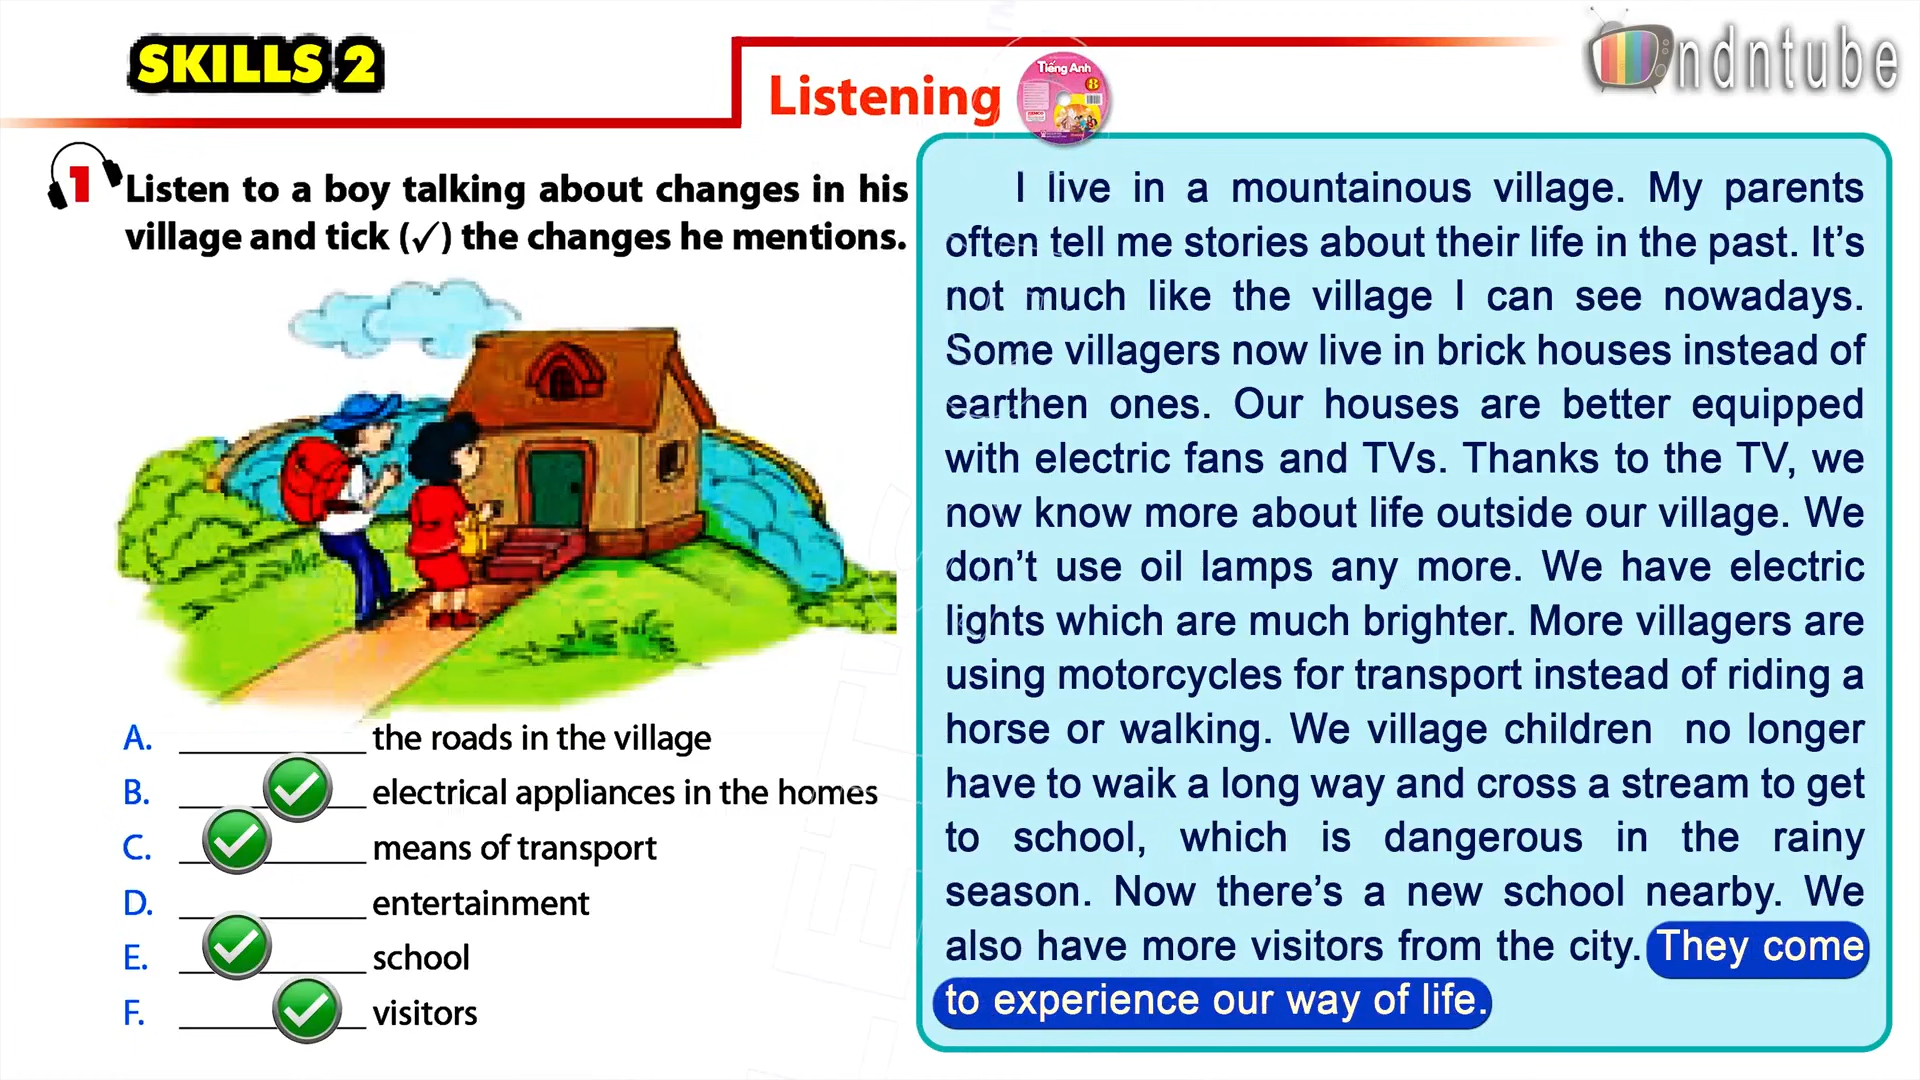 SKILLS 2
Listening
Tiếng Anh
8
ndntube
1
Listen to a boy talking about changes in his
village and tick (✓) the changes he mentions.
A. __________ the roads in the village
B. __________ electrical appliances in the homes
C. __________ means of transport
D. __________ entertainment
E. __________ school
F. __________ visitors
I live in a mountainous village. My parents
often tell me stories about their life in the past. It's
not much like the village I can see nowadays.
Some villagers now live in brick houses instead of
earthen ones. Our houses are better equipped
with electric fans and TVs. Thanks to the TV, we
now know more about life outside our village. We
don't use oil lamps any more. We have electric
lights which are much brighter. More villagers are
using motorcycles for transport instead of riding a
horse or walking. We village children no longer
have to waik a long way and cross a stream to get
to school, which is dangerous in the rainy
season. Now there's a new school nearby. We
also have more visitors from the city. They come
to experience our way of life.